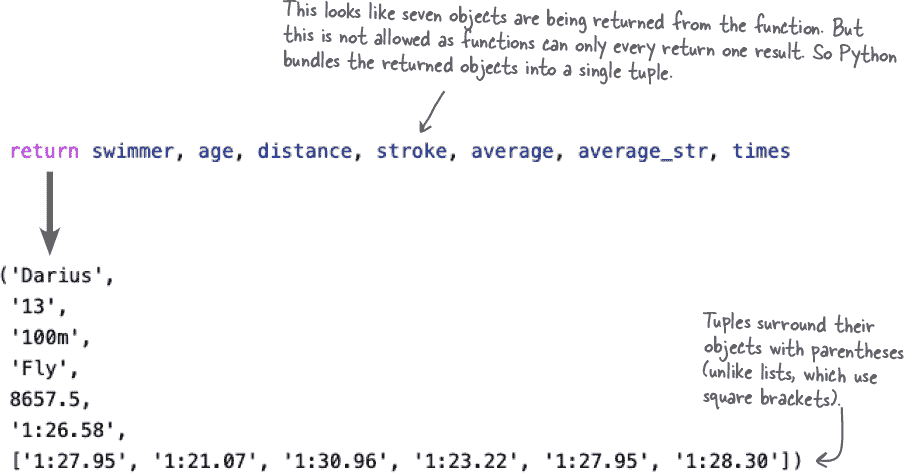 This looks like seven objects are being returned from the function. But
this is not allowed as functions can only every return one result. So Python
bundles the returned objects into a single tuple.
return swimmer, age, distance, stroke, average, average_str, times
('Darius',
'13',
'100m',
'Fly',
8657.5,
'1:26.58',
['1:27.95', '1:21.07', '1:30.96', '1:23.22', '1:27.95', '1:28.30'])
Tuples surround their
objects with parentheses
(unlike lists, which use
square brackets).